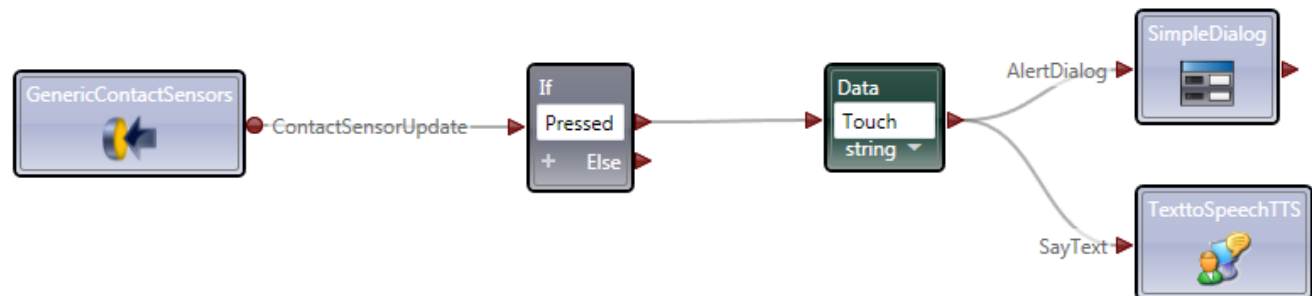 GenericContactSensors
ContactSensorUpdate
If
Pressed
+ Else
Data
Touch
string
AlertDialog
SimpleDialog
SayText
TexttoSpeechTTS